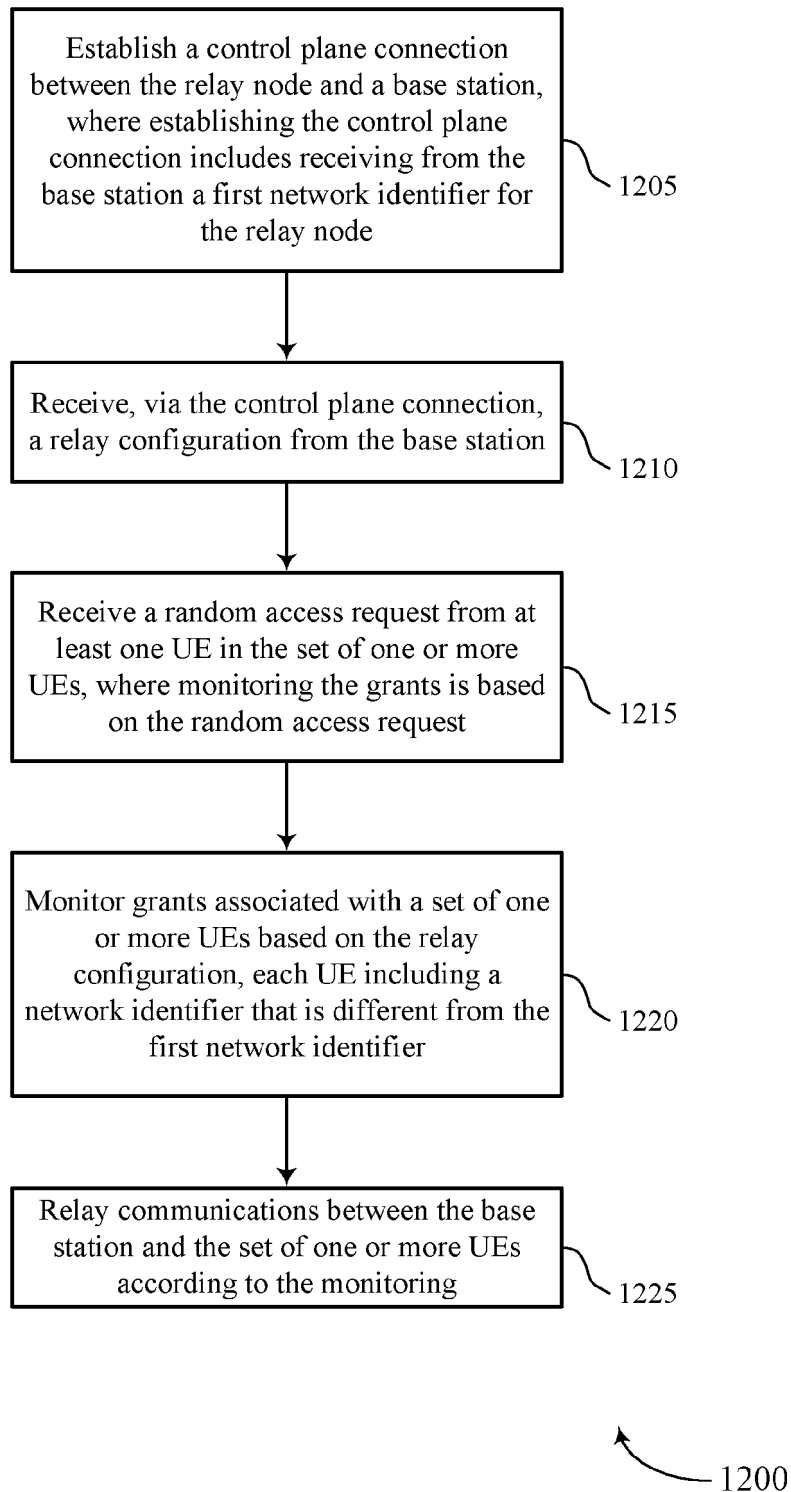 Establish a control plane connection
between the relay node and a base station,
where establishing the control plane
connection includes receiving from the
base station a first network identifier for
the relay node
1205
Receive, via the control plane connection,
a relay configuration from the base station
1210
Receive a random access request from at
least one UE in the set of one or more
UEs, where monitoring the grants is based
on the random access request
1215
Monitor grants associated with a set of one
or more UEs based on the relay
configuration, each UE including a
network identifier that is different from the
first network identifier
1220
Relay communications between the base
station and the set of one or more UEs
according to the monitoring
1225
1200